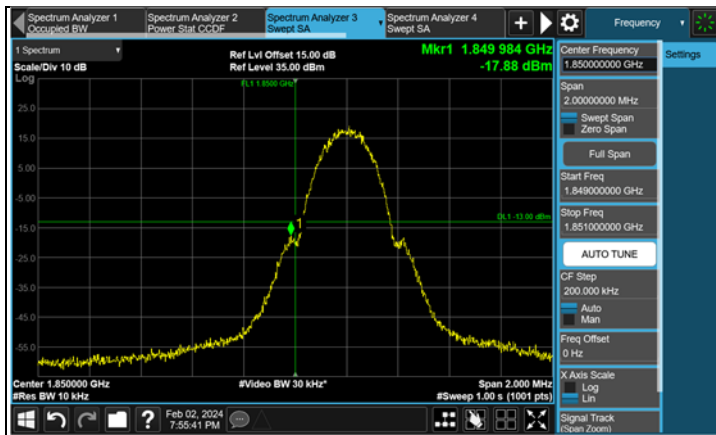 Spectrum Analyzer 1
Occupied BW
Spectrum Analyzer 2
Power Stat CCDF
Spectrum Analyzer 3
Swept SA
Spectrum Analyzer 4
Swept SA
+
Frequency
1 Spectrum
Scale/Div 10 dB
Log
Ref Lvl Offset 15.00 dB
Ref Level 35.00 dBm
Mkr1 1.849 984 GHz
-17.88 dBm
FL1 1.8500 GHz
25.0
15.0
5.00
-5.00
-15.0
-25.0
-35.0
-45.0
-55.0
1
DL1 -13.00 dBm
Center 1.850000 GHz
#Res BW 10 kHz
#Video BW 30 kHz*
Span 2.000 MHz
#Sweep 1.00 s (1001 pts)
Center Frequency
1.850000000 GHz
Settings
Span
2.00000000 MHz
Swept Span
Zero Span
Full Span
Start Freq
1.849000000 GHz
Stop Freq
1.851000000 GHz
AUTO TUNE
CF Step
200.000 kHz
Auto
Man
Freq Offset
0 Hz
X Axis Scale
Log
Lin
Signal Track
(Span Zoom)
?
Feb 02, 2024
7:55:41 PM